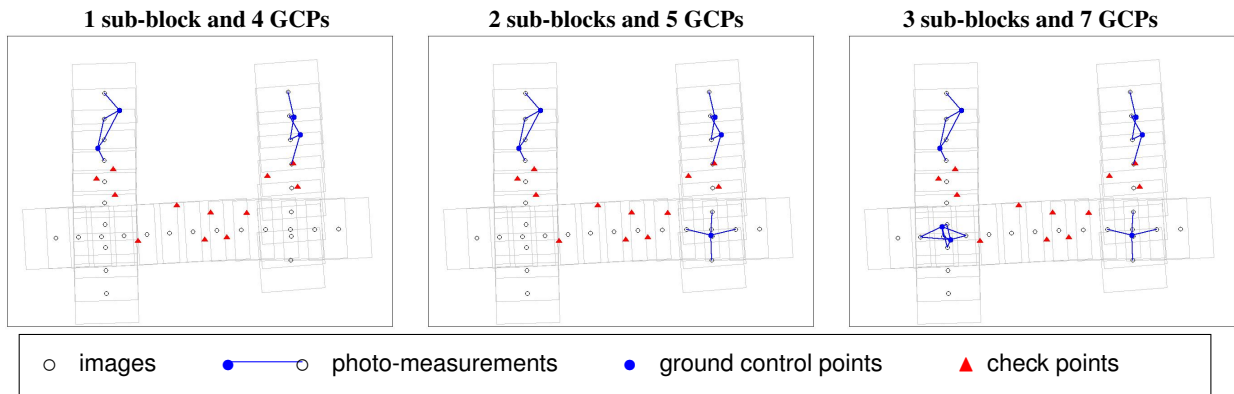 1 sub-block and 4 GCPs
2 sub-blocks and 5 GCPs
3 sub-blocks and 7 GCPs
images
photo-measurements
ground control points
check points